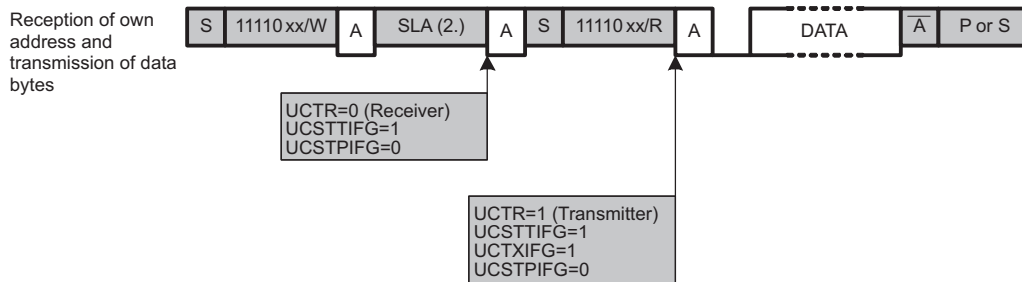 Reception of own
address and
transmission of data
bytes
S 11110 xx/W A SLA (2.) A S 11110 xx/R A DATA A̅ P or S
UCTR=0 (Receiver)
UCSTTIFG=1
UCSTPIFG=0
UCTR=1 (Transmitter)
UCSTTIFG=1
UCTXIFG=1
UCSTPIFG=0